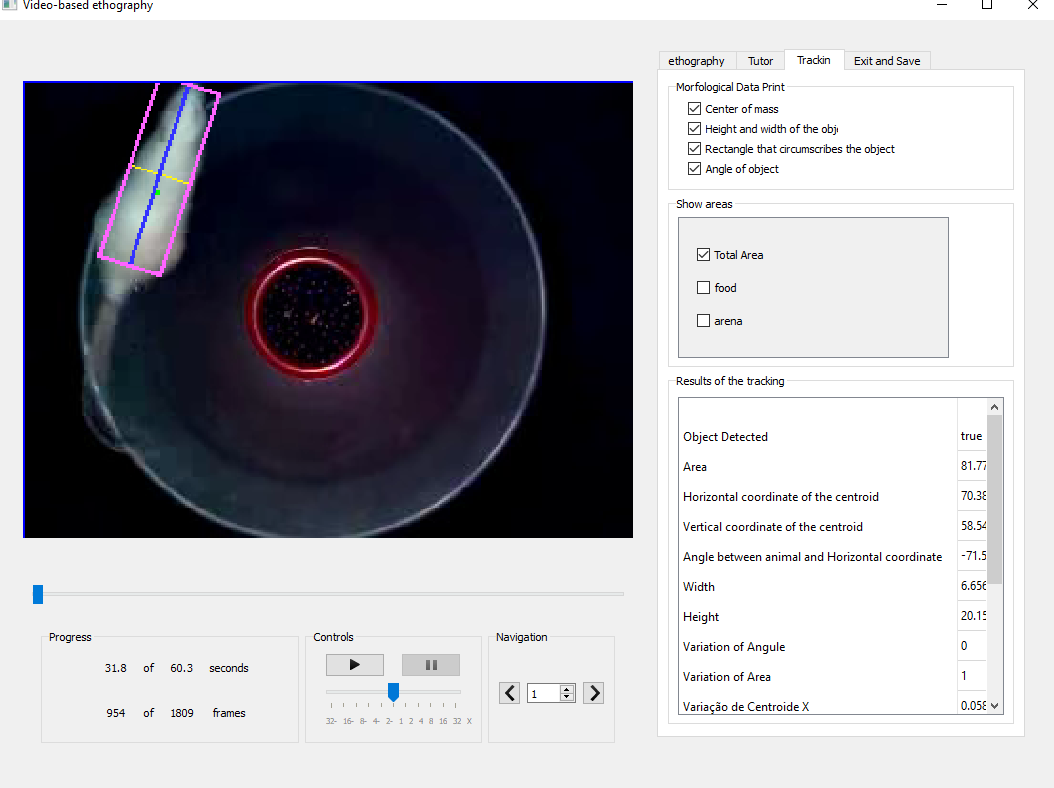 Video-based ethography
ethography Tutor Trackin Exit and Save
Morfological Data Print
Center of mass
Height and width of the obj
Rectangle that circumscribes the object
Angle of object
Show areas
Total Area
food
arena
Results of the tracking
Object Detected true
Area 81.77
Horizontal coordinate of the centroid 70.38
Vertical coordinate of the centroid 58.54
Angle between animal and Horizontal coordinate -71.5
Width 6.656
Height 20.15
Variation of Angule 0
Variation of Area 1
Variação de Centroide X 0.058
Progress
31.8 of 60.3 seconds
954 of 1809 frames
Controls
32- 16- 8- 4- 2- 1 2 4 8 16 32 X
Navigation
1